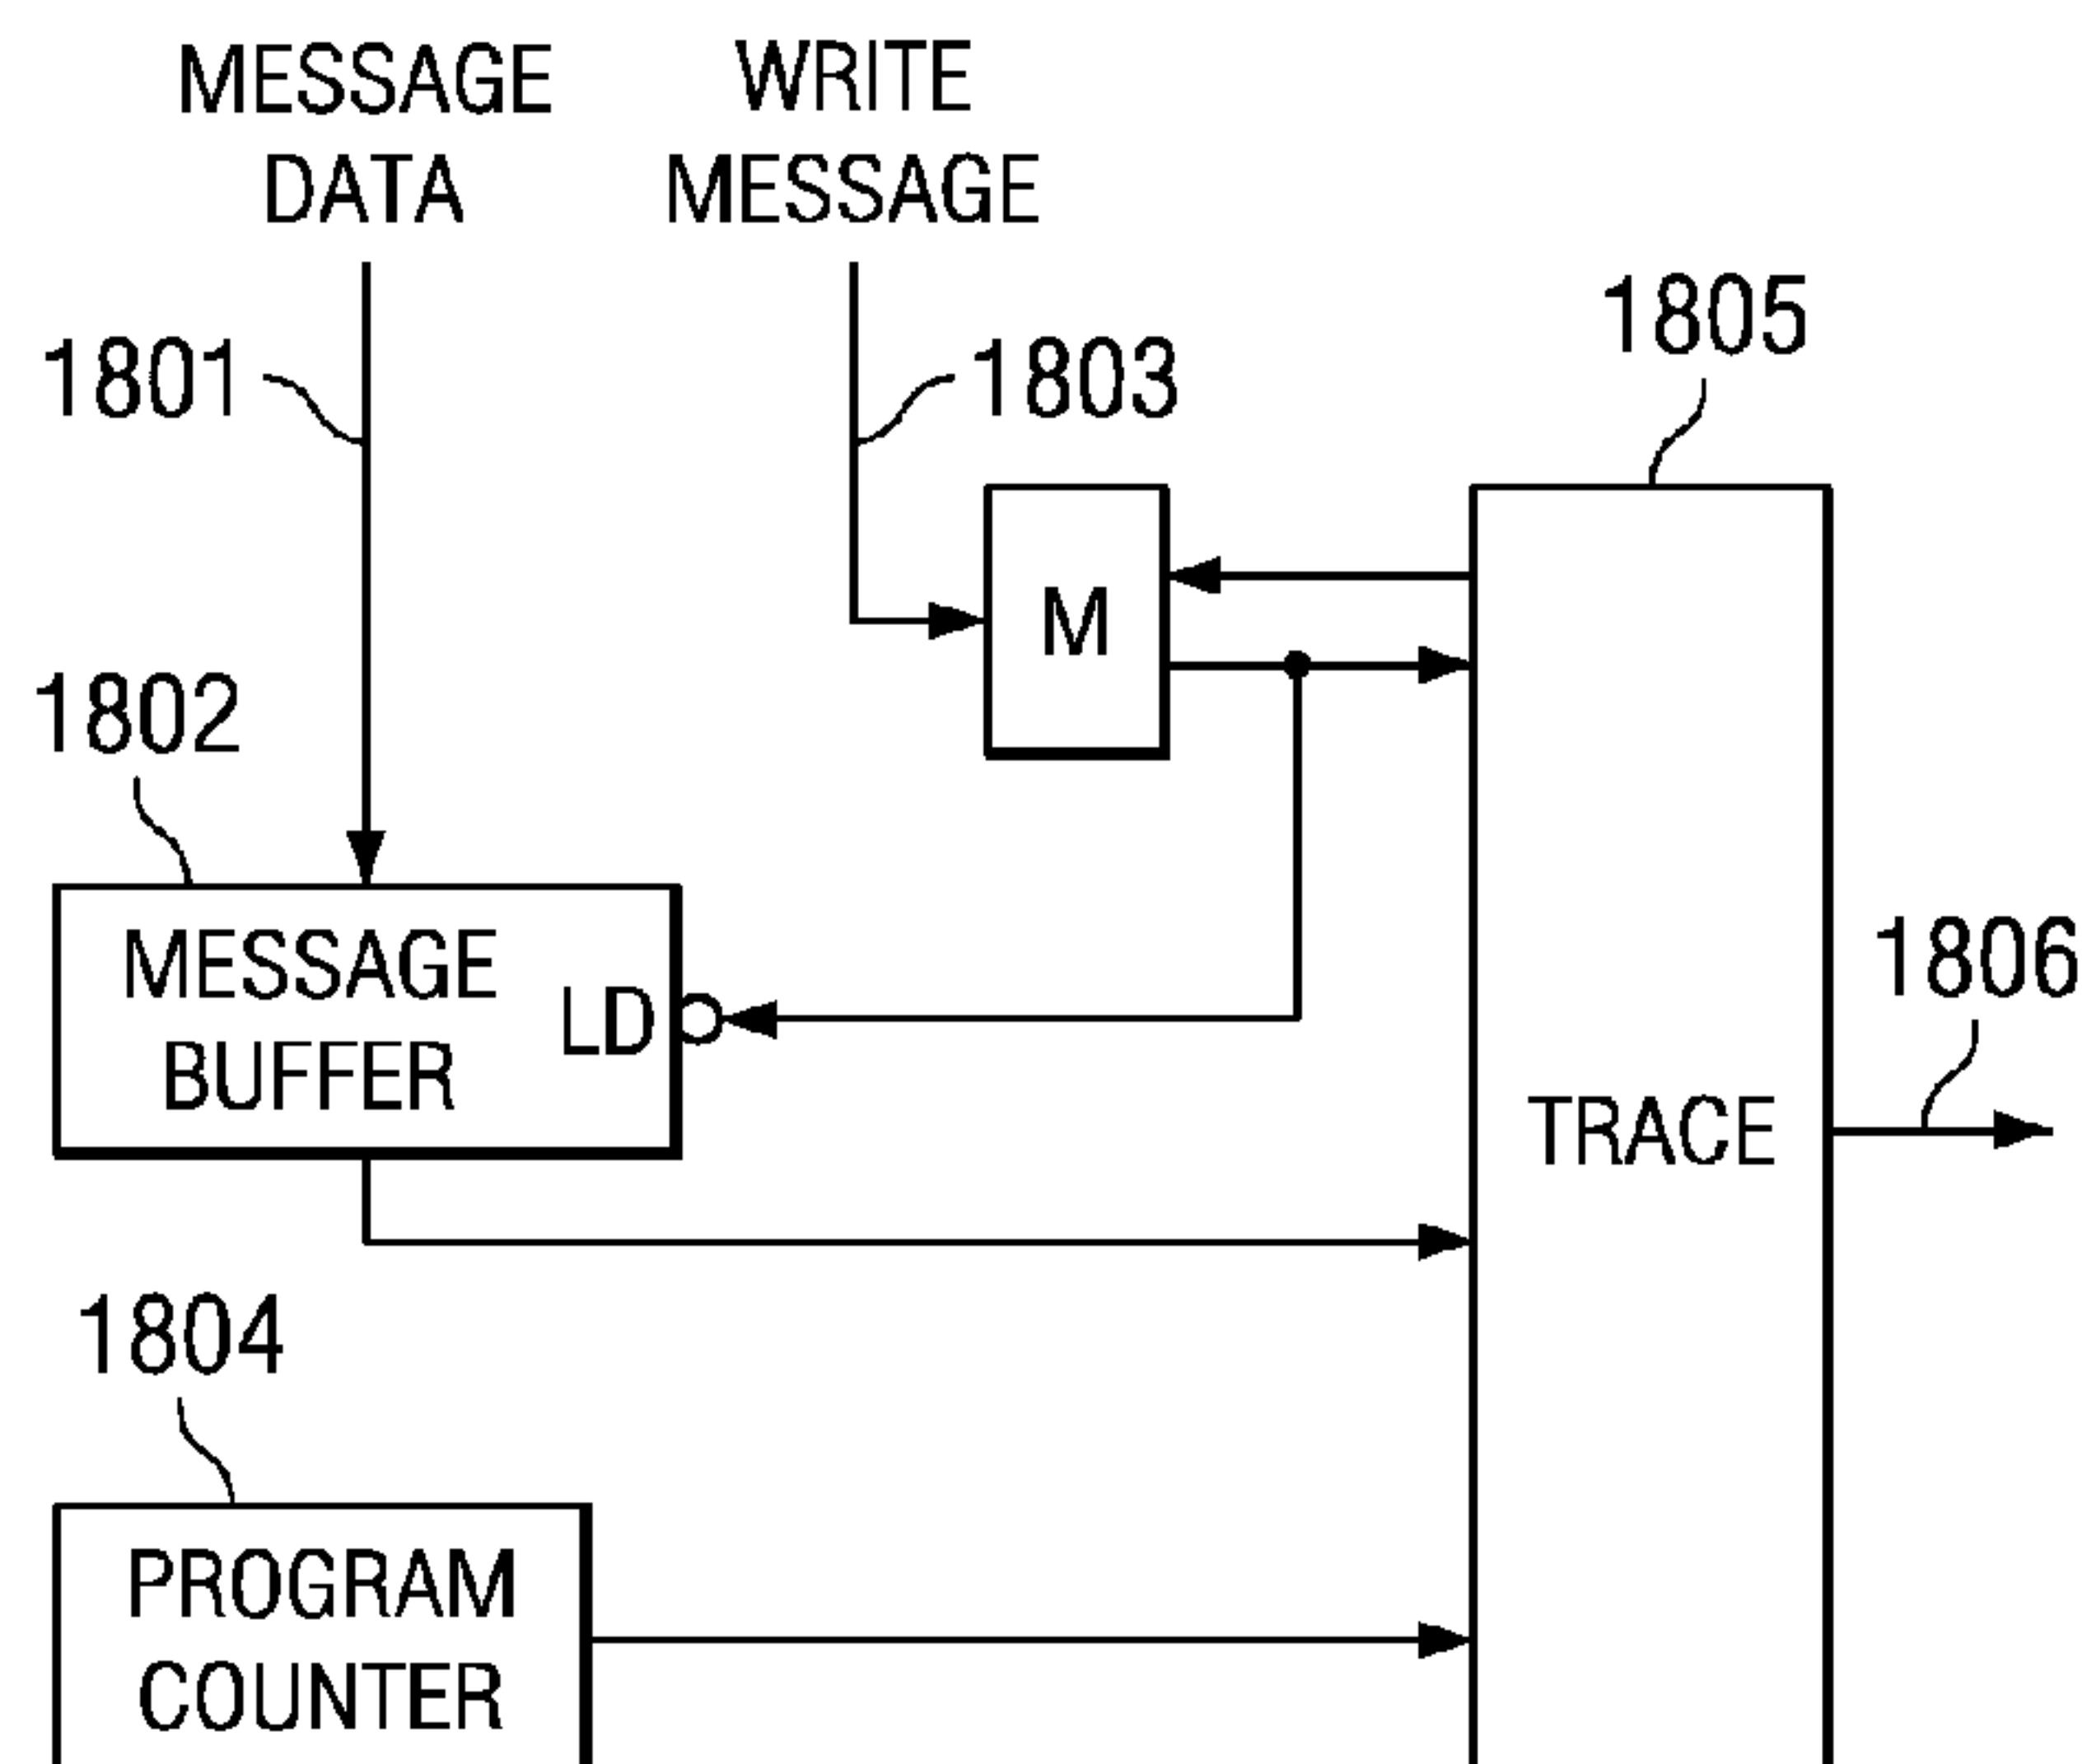 MESSAGE
DATA
WRITE
MESSAGE
1801
1803
1805
M
1802
MESSAGE
BUFFER
LD
1806
TRACE
1804
PROGRAM
COUNTER